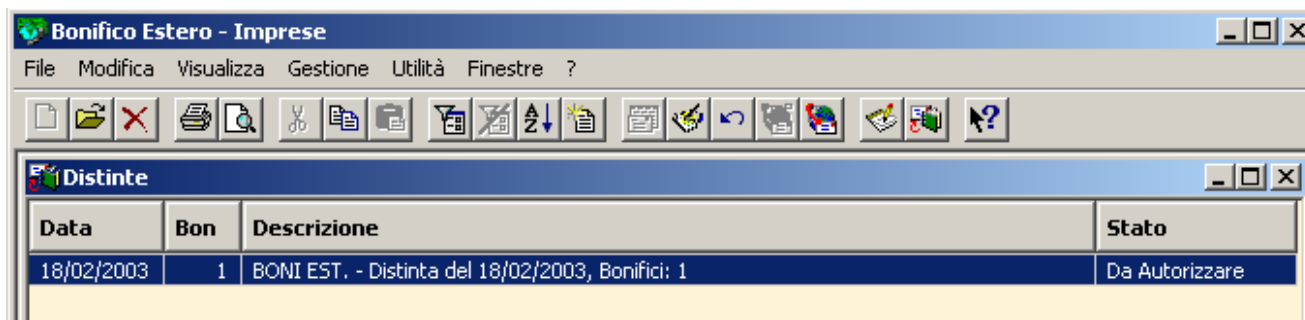 Bonifico Estero - Imprese
File Modifica Visualizza Gestione Utilità Finestre ?
Distinte
Data Bon Descrizione Stato
18/02/2003 1 BONI EST. - Distinta del 18/02/2003, Bonifici: 1 Da Autorizzare